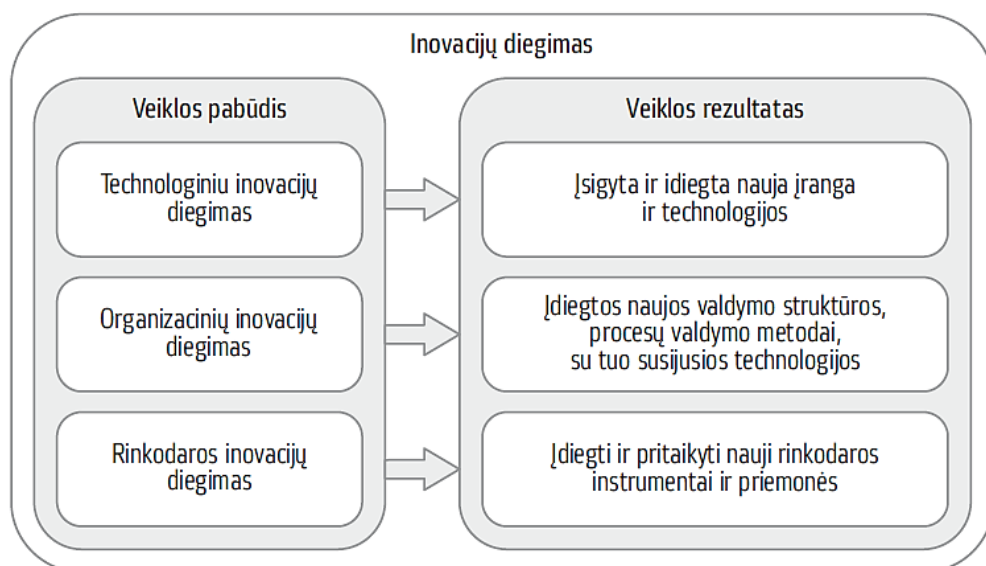 Inovacijų diegimas
Veiklos pabūdis
Technologiniu inovacijų
diegimas
Organizacinių inovacijų
diegimas
Rinkodaros inovacijų
diegimas
Veiklos rezultatas
Įsigyta ir idiegta nauja įranga
ir technologijos
Įdiegtos naujos valdymo struktūros,
procesų valdymo metodai,
su tuo susijusios technologijos
Įdiegti ir pritaikyti nauji rinkodaros
instrumentai ir priemonės